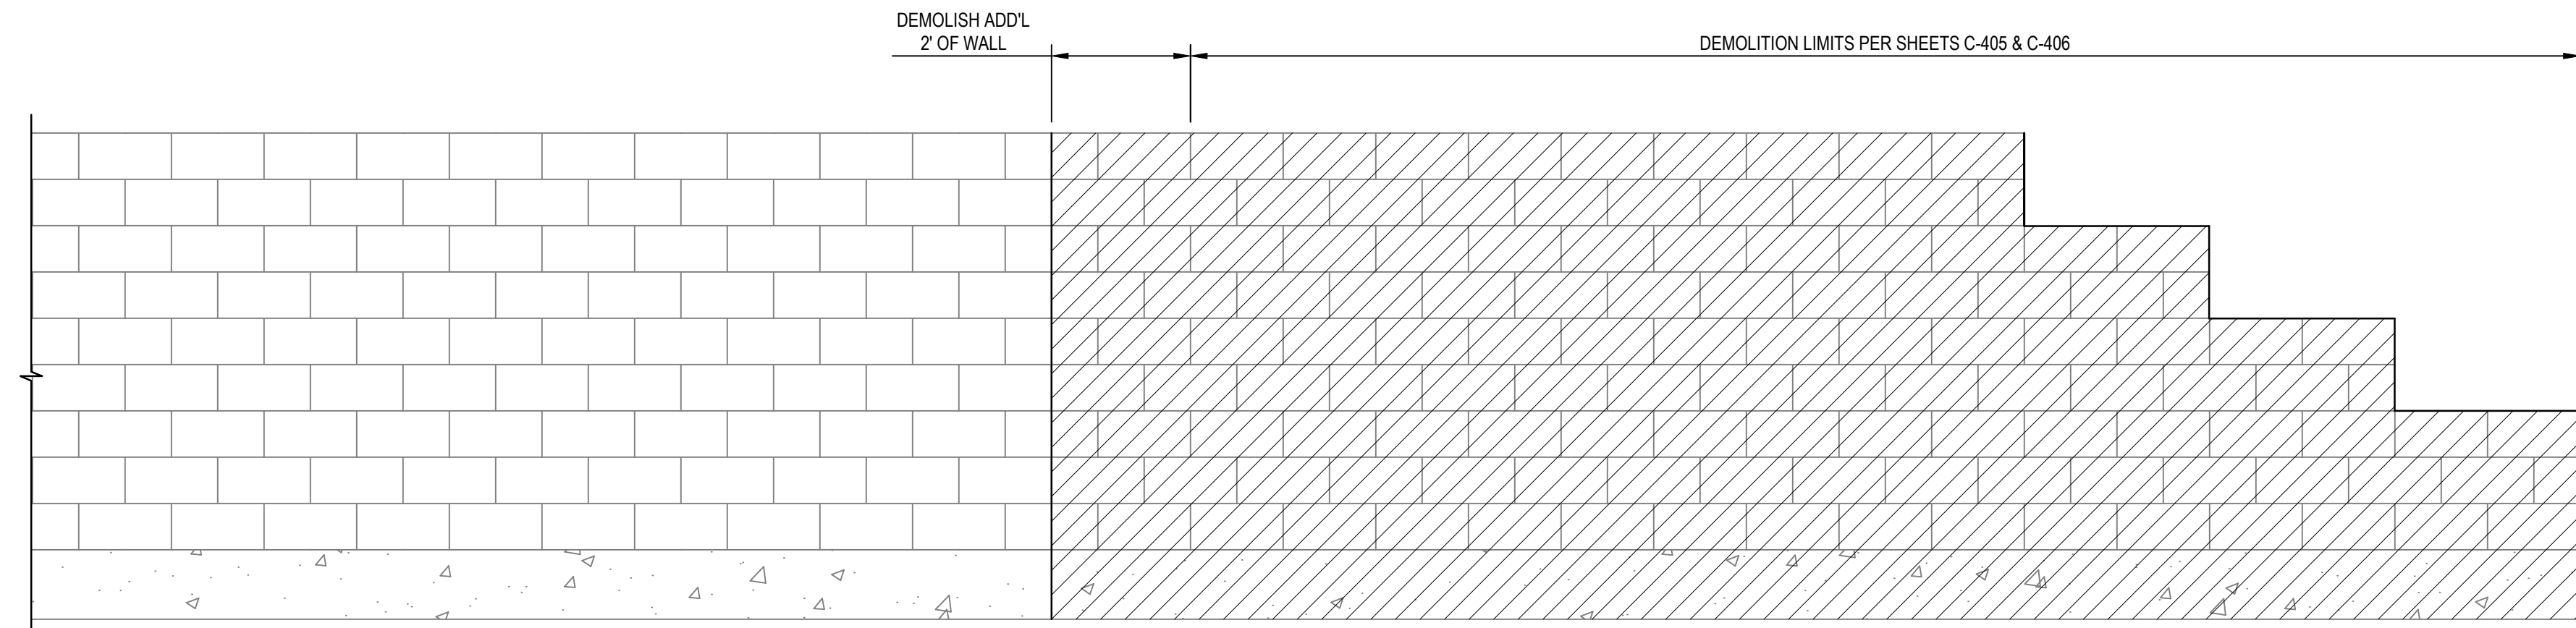 DEMOLISH ADD'L
2' OF WALL
DEMOLITION LIMITS PER SHEETS C-405 & C-406